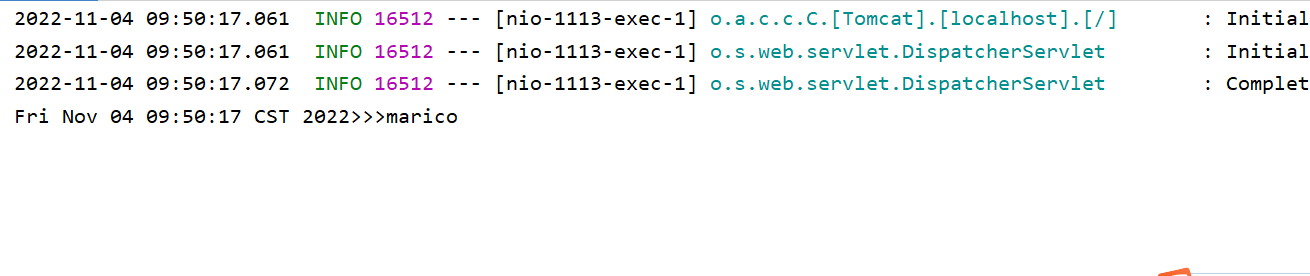 2022-11-04 09:50:17.061  INFO 16512 --- [nio-1113-exec-1] o.a.c.c.C.[Tomcat].[localhost].[/]       : Initial
2022-11-04 09:50:17.061  INFO 16512 --- [nio-1113-exec-1] o.s.web.servlet.DispatcherServlet        : Initial
2022-11-04 09:50:17.072  INFO 16512 --- [nio-1113-exec-1] o.s.web.servlet.DispatcherServlet        : Complet
Fri Nov 04 09:50:17 CST 2022>>>marico